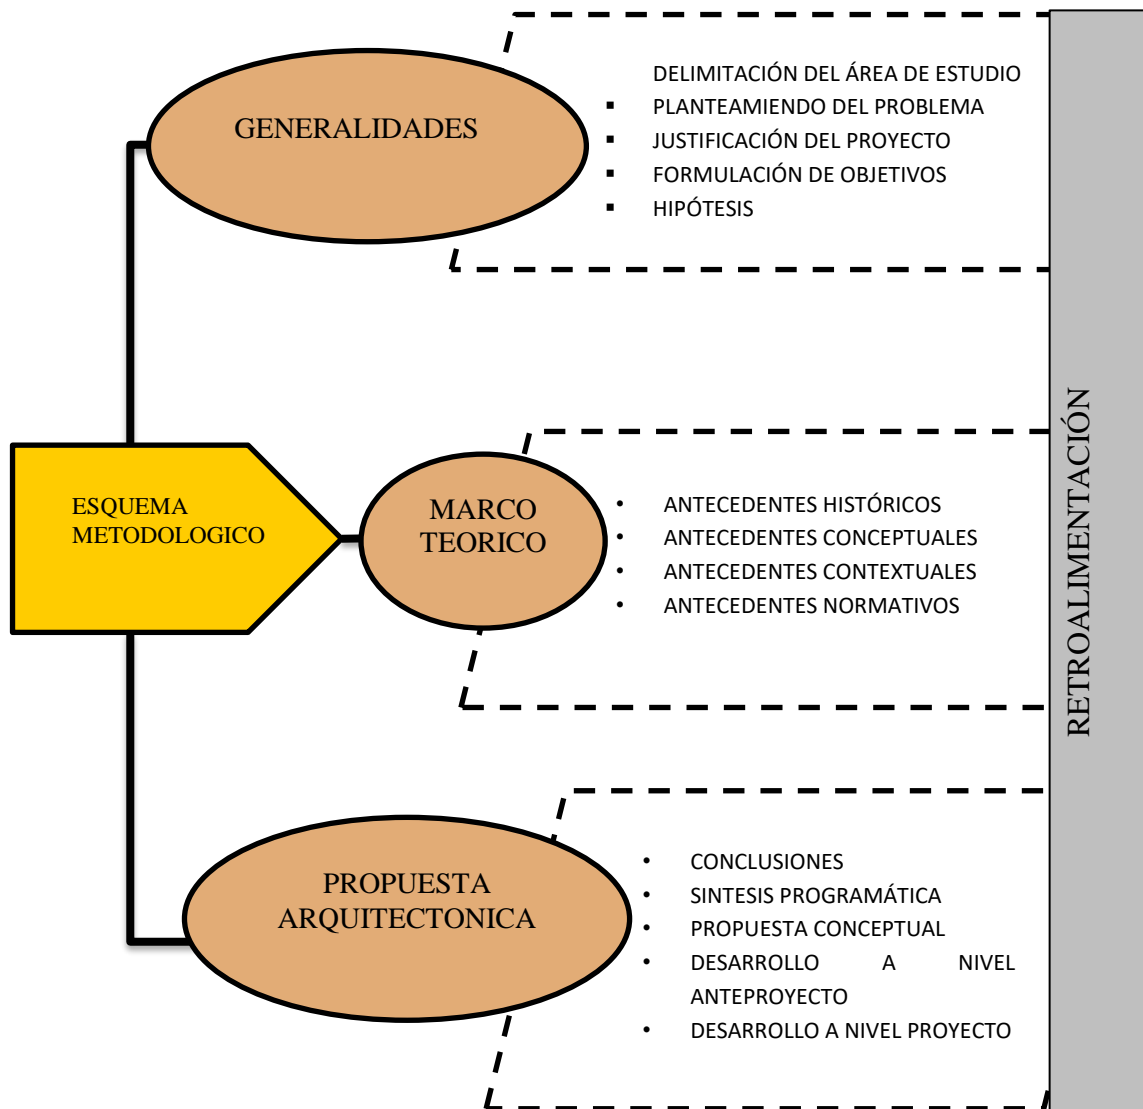 GENERALIDADES
DELIMITACIÓN DEL ÁREA DE ESTUDIO
▪ PLANTEAMIENDO DEL PROBLEMA
▪ JUSTIFICACIÓN DEL PROYECTO
▪ FORMULACIÓN DE OBJETIVOS
▪ HIPÓTESIS
ESQUEMA
METODOLOGICO
MARCO
TEORICO
• ANTECEDENTES HISTÓRICOS
• ANTECEDENTES CONCEPTUALES
• ANTECEDENTES CONTEXTUALES
• ANTECEDENTES NORMATIVOS
PROPUESTA
ARQUITECTONICA
• CONCLUSIONES
• SINTESIS PROGRAMÁTICA
• PROPUESTA CONCEPTUAL
• DESARROLLO A NIVEL
ANTEPROYECTO
• DESARROLLO A NIVEL PROYECTO
RETROALIMENTACIÓN